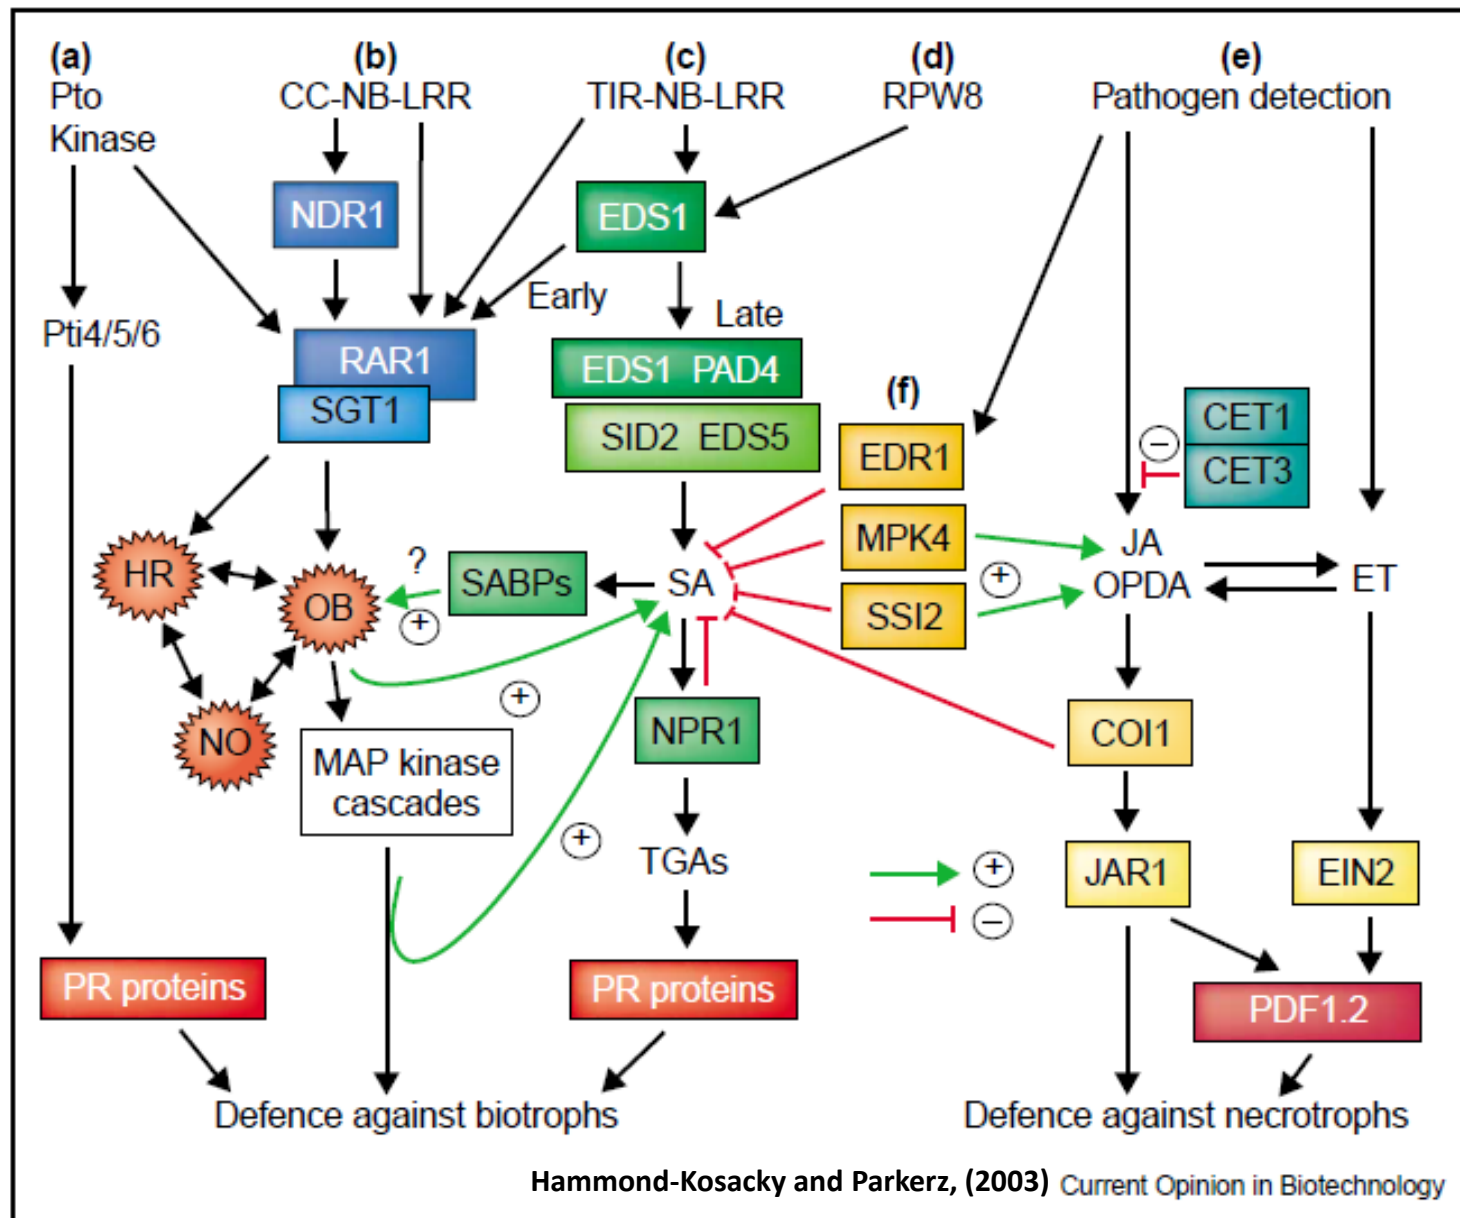 (a) (b) (c) (d) (e)
Pto CC-NB-LRR TIR-NB-LRR RPW8 Pathogen detection
Kinase
NDR1 EDS1
Early
Late
Pti4/5/6
RAR1
EDS1 PAD4
SGT1
(f)
CET1
SID2 EDS5
EDR1
−
CET3
MPK4
JA
HR
?
SABPs
SA
OPDA
ET
OB
+
+
SSI2
+
NO
NPR1
COI1
MAP kinase
cascades
+
TGAs
+
−
JAR1
EIN2
PR proteins
PR proteins
PDF1.2
Defence against biotrophs
Defence against necrotrophs
Hammond-Kosacky and Parkerz, (2003) Current Opinion in Biotechnology